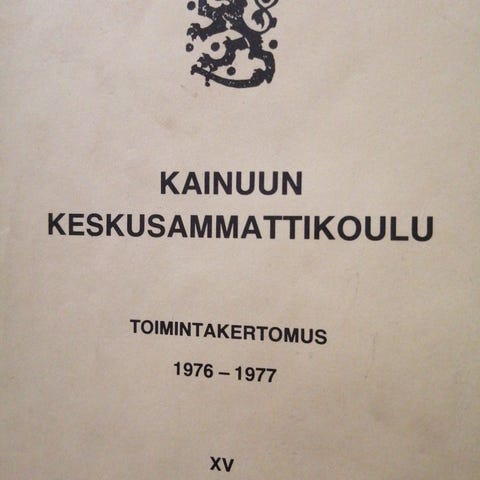 KAINUUN
KESKUSAMMATTIKOULU
TOIMINTAKERTOMUS
1976 – 1977
XV